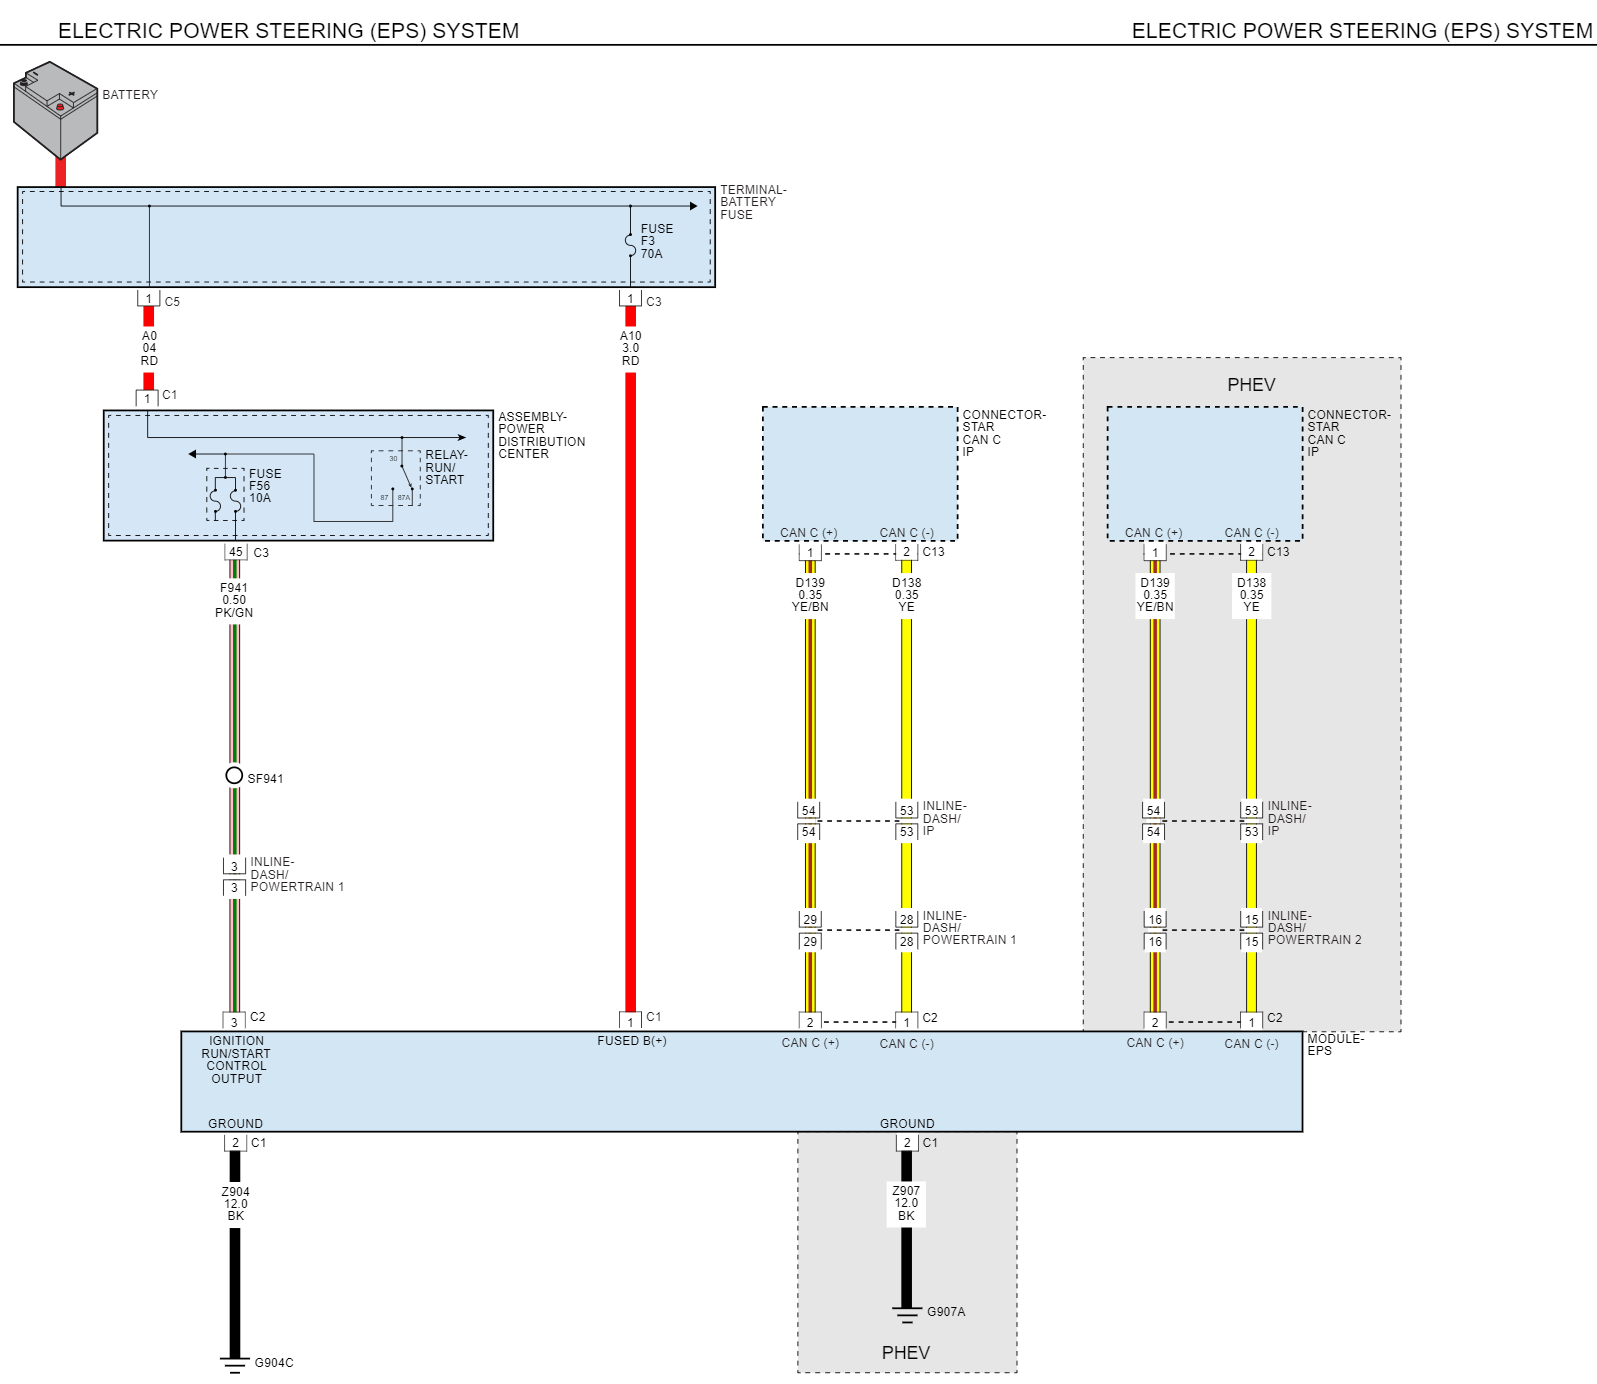 ELECTRIC POWER STEERING (EPS) SYSTEM
ELECTRIC POWER STEERING (EPS) SYSTEM
BATTERY
TERMINAL-
BATTERY
FUSE
FUSE
F3
70A
1
C5
1
C3
A0
04
RD
A10
3.0
RD
1
C1
ASSEMBLY-
POWER
DISTRIBUTION
CENTER
RELAY-
RUN/
START
30
87
87A
FUSE
F56
10A
45
C3
F941
0.50
PK/GN
SF941
3
3
INLINE-
DASH/
POWERTRAIN 1
CONNECTOR-
STAR
CAN C
IP
CAN C (+)
CAN C (-)
1
2
C13
D139
0.35
YE/BN
D138
0.35
YE
54
54
53
53
INLINE-
DASH/
IP
29
29
28
28
INLINE-
DASH/
POWERTRAIN 1
PHEV
CONNECTOR-
STAR
CAN C
IP
CAN C (+)
CAN C (-)
1
2
C13
D139
0.35
YE/BN
D138
0.35
YE
54
54
53
53
INLINE-
DASH/
IP
16
16
15
15
INLINE-
DASH/
POWERTRAIN 2
3
C2
1
C1
2
1
C2
2
1
C2
IGNITION
RUN/START
CONTROL
OUTPUT
FUSED B(+)
CAN C (+)
CAN C (-)
CAN C (+)
CAN C (-)
MODULE-
EPS
GROUND
GROUND
2
C1
2
C1
Z904
12.0
BK
Z907
12.0
BK
G904C
G907A
PHEV